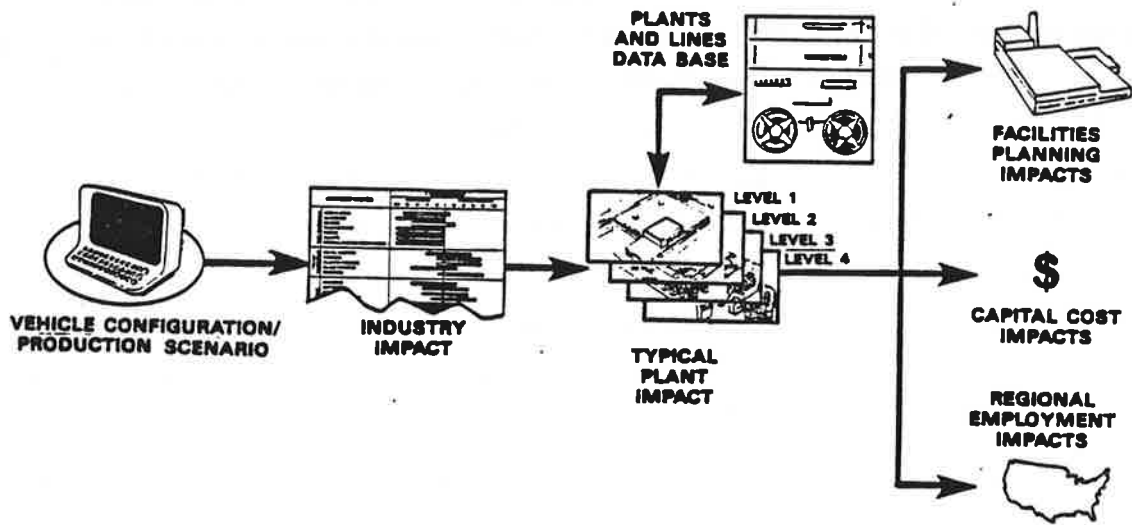 PLANTS
AND LINES
DATA BASE
LEVEL 1
LEVEL 2
LEVEL 3
LEVEL 4
VEHICLE CONFIGURATION/
PRODUCTION SCENARIO
INDUSTRY
IMPACT
TYPICAL
PLANT
IMPACT
FACILITIES
PLANNING
IMPACTS
$
CAPITAL COST
IMPACTS
REGIONAL
EMPLOYMENT
IMPACTS